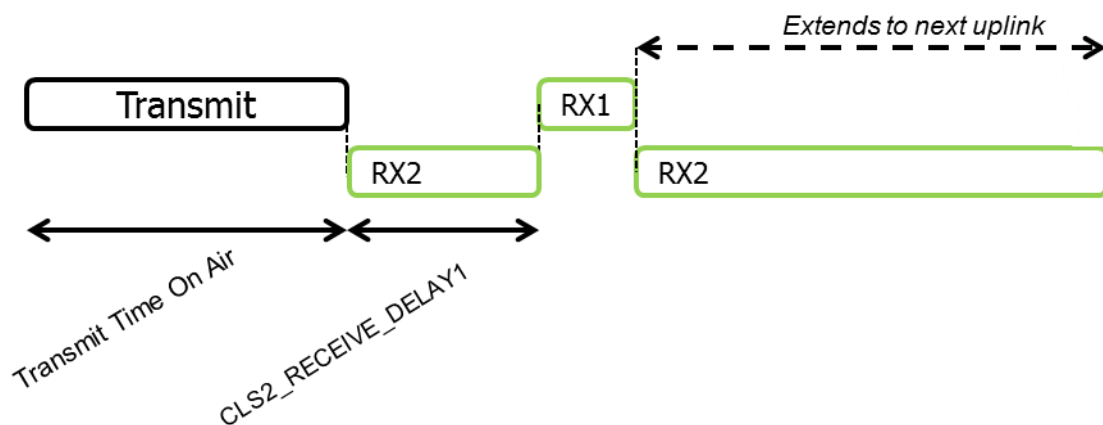 Extends to next uplink
Transmit
RX1
RX2
RX2
Transmit Time On Air
CLS2_RECEIVE_DELAY1